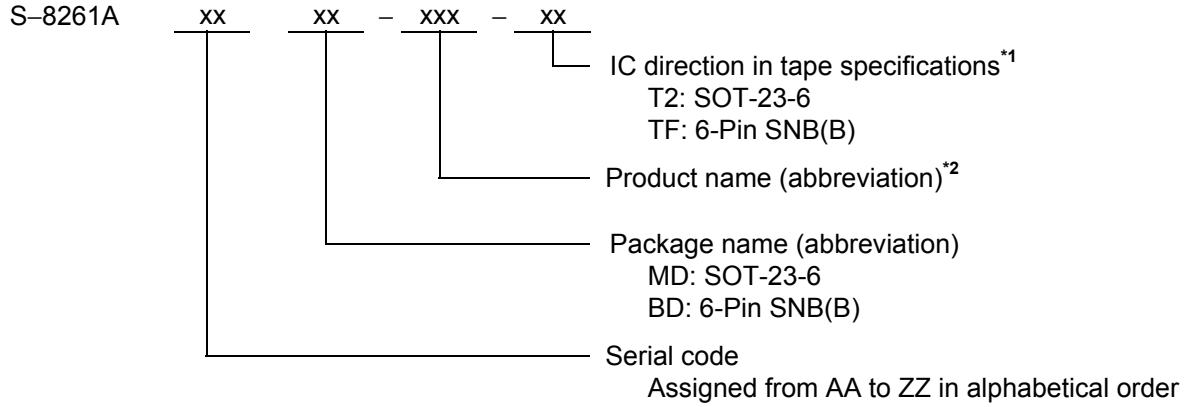 S−8261A xx xx − xxx − xx
IC direction in tape specifications*1
T2: SOT-23-6
TF: 6-Pin SNB(B)
Product name (abbreviation)*2
Package name (abbreviation)
MD: SOT-23-6
BD: 6-Pin SNB(B)
Serial code
Assigned from AA to ZZ in alphabetical order